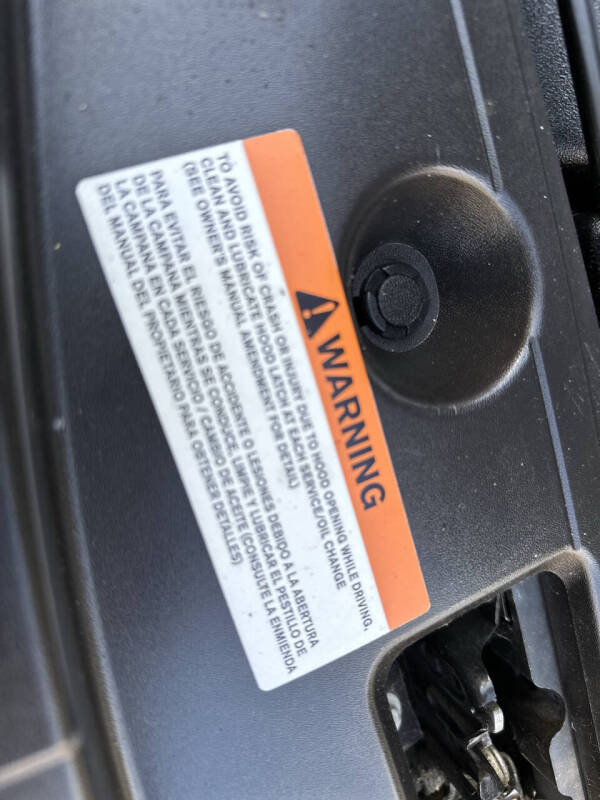 WARNING
TO AVOID RISK OF CRASH OR INJURY DUE TO HOOD OPENING WHILE DRIVING,
CLEAN AND LUBRICATE HOOD LATCH AT EACH SERVICE/OIL CHANGE
(SEE OWNER'S MANUAL AMENDMENT FOR DETAIL)
PARA EVITAR EL RIESGO DE ACCIDENTE O LESIONES DEBIDO A LA ABERTURA
DE LA CAMPANA MIENTRAS SE CONDUCE, LIMPIE Y LUBRICAR EL PESTILLO DE
LA CAMPANA EN CADA SERVICIO / CAMBIO DE ACEITE (CONSULTE LA ENMIENDA
DEL MANUAL DEL PROPIETARIO PARA OBTENER DETALLES)